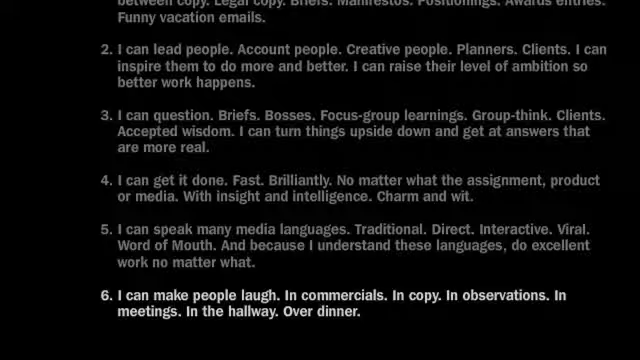 between copy. Legal copy. Briefs. Manifestos. Positionings. Awards entries.
Funny vacation emails.
2. I can lead people. Account people. Creative people. Planners. Clients. I can
inspire them to do more and better. I can raise their level of ambition so
better work happens.
3. I can question. Briefs. Bosses. Focus-group learnings. Group-think. Clients.
Accepted wisdom. I can turn things upside down and get at answers that
are more real.
4. I can get it done. Fast. Brilliantly. No matter what the assignment, product
or media. With insight and intelligence. Charm and wit.
5. I can speak many media languages. Traditional. Direct. Interactive. Viral.
Word of Mouth. And because I understand these languages, do excellent
work no matter what.
6. I can make people laugh. In commercials. In copy. In observations. In
meetings. In the hallway. Over dinner.